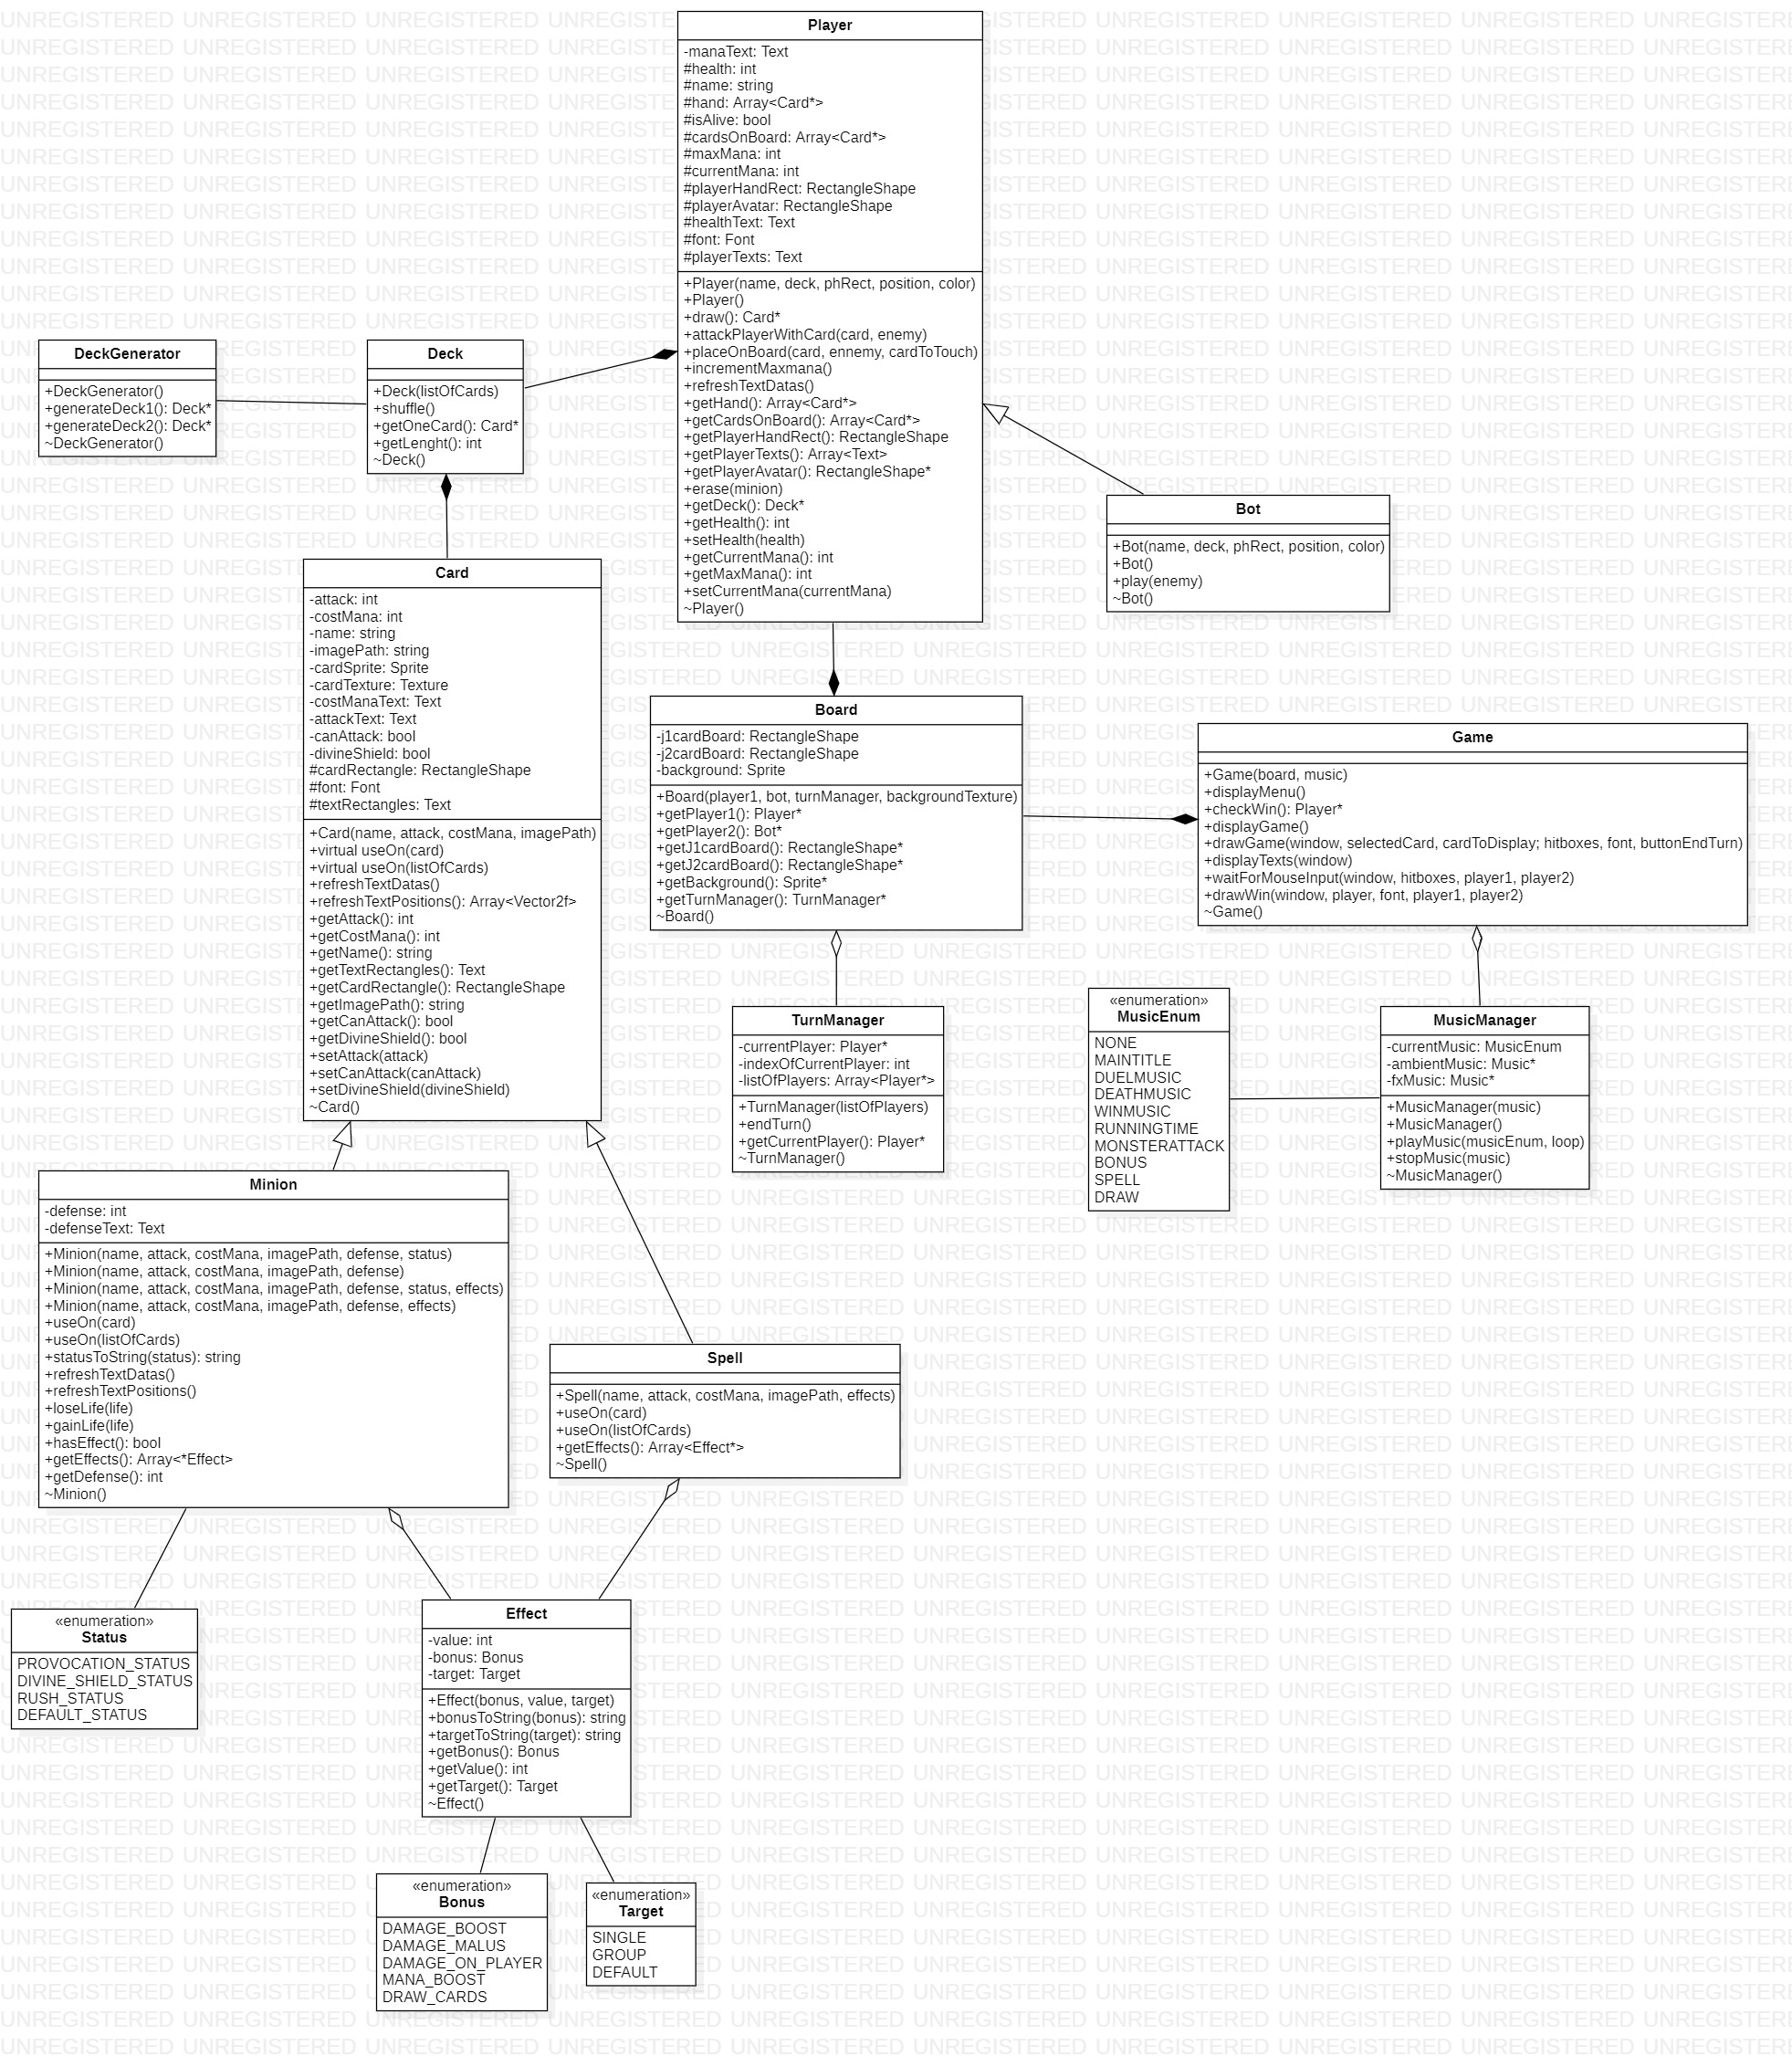 Player
-manaText: Text
#health: int
#name: string
#hand: Array<Card*>
#isAlive: bool
#cardsOnBoard: Array<Card*>
#maxMana: int
#currentMana: int
#playerHandRect: RectangleShape
#playerAvatar: RectangleShape
#healthText: Text
#font: Font
#playerTexts: Text
+Player(name, deck, phRect, position, color)
+Player()
+draw(): Card*
+attackPlayerWithCard(card, enemy)
+placeOnBoard(card, ennemy, cardToTouch)
+incrementMaxmana()
+refreshTextDatas()
+getHand(): Array<Card*>
+getCardsOnBoard(): Array<Card*>
+getPlayerHandRect(): RectangleShape
+getPlayerTexts(): Array<Text>
+getPlayerAvatar(): RectangleShape*
+erase(minion)
+getDeck(): Deck*
+getHealth(): int
+setHealth(health)
+getCurrentMana(): int
+getMaxMana(): int
+setCurrentMana(currentMana)
~Player()
DeckGenerator
+DeckGenerator()
+generateDeck1(): Deck*
+generateDeck2(): Deck*
~DeckGenerator()
Deck
+Deck(listOfCards)
+shuffle()
+getOneCard(): Card*
+getLenght(): int
~Deck()
Bot
+Bot(name, deck, phRect, position, color)
+Bot()
+play(enemy)
~Bot()
Card
-attack: int
-costMana: int
-name: string
-imagePath: string
-cardSprite: Sprite
-cardTexture: Texture
-costManaText: Text
-attackText: Text
-canAttack: bool
-divineShield: bool
#cardRectangle: RectangleShape
#font: Font
#textRectangles: Text
+Card(name, attack, costMana, imagePath)
+virtual useOn(card)
+virtual useOn(listOfCards)
+refreshTextDatas()
+refreshTextPositions(): Array<Vector2f>
+getAttack(): int
+getCostMana(): int
+getName(): string
+getTextRectangles(): Text
+getCardRectangle(): RectangleShape
+getImagePath(): string
+getCanAttack(): bool
+getDivineShield(): bool
+setAttack(attack)
+setCanAttack(canAttack)
+setDivineShield(divineShield)
~Card()
Board
-j1cardBoard: RectangleShape
-j2cardBoard: RectangleShape
-background: Sprite
+Board(player1, bot, turnManager, backgroundTexture)
+getPlayer1(): Player*
+getPlayer2(): Bot*
+getJ1cardBoard(): RectangleShape*
+getJ2cardBoard(): RectangleShape*
+getBackground(): Sprite*
+getTurnManager(): TurnManager*
~Board()
Game
+Game(board, music)
+displayMenu()
+checkWin(): Player*
+displayGame()
+drawGame(window, selectedCard, cardToDisplay; hitboxes, font, buttonEndTurn)
+displayTexts(window)
+waitForMouseInput(window, hitboxes, player1, player2)
+drawWin(window, player, font, player1, player2)
~Game()
TurnManager
-currentPlayer: Player*
-indexOfCurrentPlayer: int
-listOfPlayers: Array<Player*>
+TurnManager(listOfPlayers)
+endTurn()
+getCurrentPlayer(): Player*
~TurnManager()
«enumeration»
MusicEnum
NONE
MAINTITLE
DUELMUSIC
DEATHMUSIC
WINMUSIC
RUNNINGTIME
MONSTERATTACK
BONUS
SPELL
DRAW
MusicManager
-currentMusic: MusicEnum
-ambientMusic: Music*
-fxMusic: Music*
+MusicManager(music)
+MusicManager()
+playMusic(musicEnum, loop)
+stopMusic(music)
~MusicManager()
Minion
-defense: int
-defenseText: Text
+Minion(name, attack, costMana, imagePath, defense, status)
+Minion(name, attack, costMana, imagePath, defense)
+Minion(name, attack, costMana, imagePath, defense, status, effects)
+Minion(name, attack, costMana, imagePath, defense, effects)
+useOn(card)
+useOn(listOfCards)
+statusToString(status): string
+refreshTextDatas()
+refreshTextPositions()
+loseLife(life)
+gainLife(life)
+hasEffect(): bool
+getEffects(): Array<*Effect>
+getDefense(): int
~Minion()
Spell
+Spell(name, attack, costMana, imagePath, effects)
+useOn(card)
+useOn(listOfCards)
+getEffects(): Array<Effect*>
~Spell()
«enumeration»
Status
PROVOCATION_STATUS
DIVINE_SHIELD_STATUS
RUSH_STATUS
DEFAULT_STATUS
Effect
-value: int
-bonus: Bonus
-target: Target
+Effect(bonus, value, target)
+bonusToString(bonus): string
+targetToString(target): string
+getBonus(): Bonus
+getValue(): int
+getTarget(): Target
~Effect()
«enumeration»
Bonus
DAMAGE_BOOST
DAMAGE_MALUS
DAMAGE_ON_PLAYER
MANA_BOOST
DRAW_CARDS
«enumeration»
Target
SINGLE
GROUP
DEFAULT
UNREGISTERED